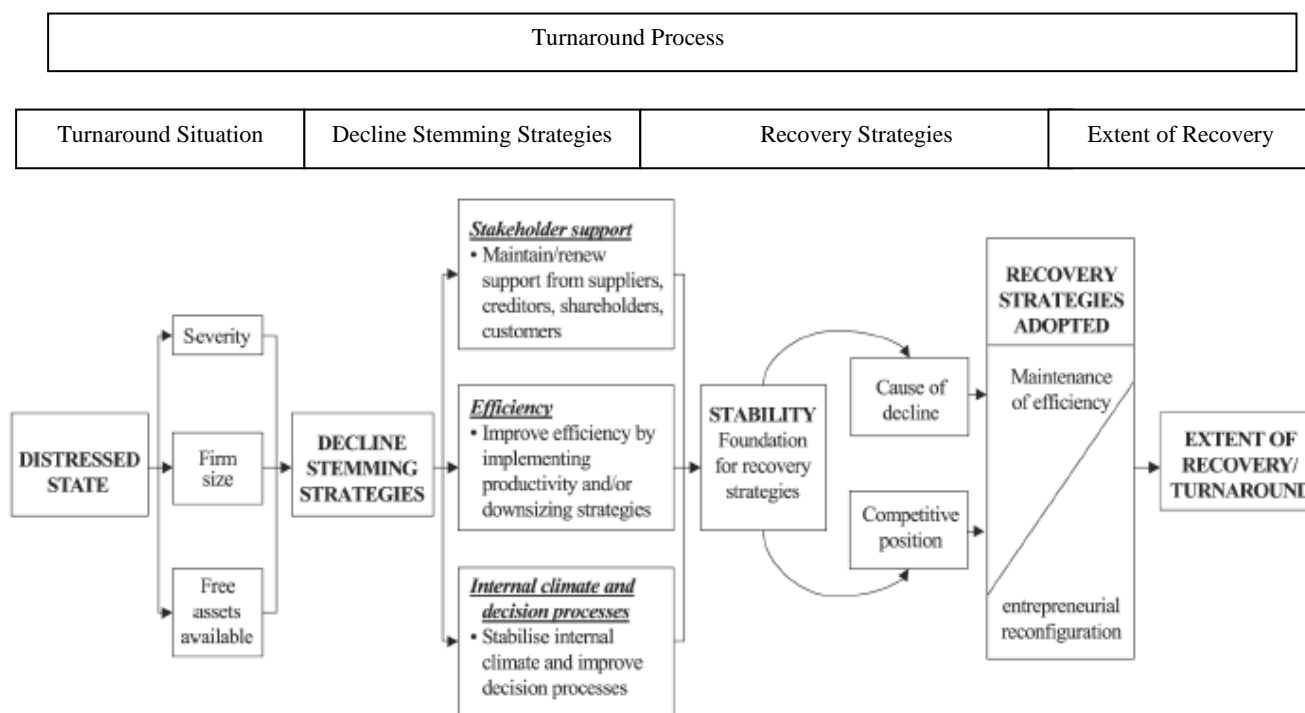 Turnaround Process
Turnaround Situation
Decline Stemming Strategies
Recovery Strategies
Extent of Recovery
DISTRESSED
STATE
Severity
Firm
size
Free
assets
available
DECLINE
STEMMING
STRATEGIES
Stakeholder support
• Maintain/renew
support from suppliers,
creditors, shareholders,
customers
Efficiency
• Improve efficiency by
implementing
productivity and/or
downsizing strategies
Internal climate and
decision processes
• Stabilise internal
climate and improve
decision processes
STABILITY
Foundation
for recovery
strategies
Cause of
decline
Competitive
position
RECOVERY
STRATEGIES
ADOPTED
Maintenance
of efficiency
entrepreneurial
reconfiguration
EXTENT OF
RECOVERY/
TURNAROUND